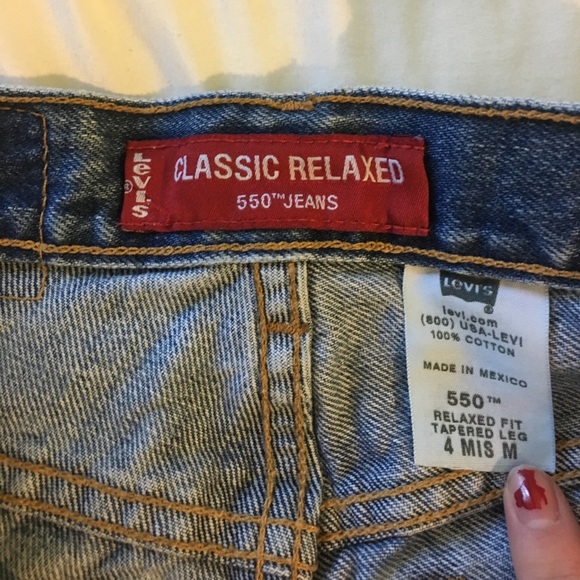 LEVI'S
®
CLASSIC RELAXED
550™ JEANS
LEVI'S
®
levi.com
(800) USA-LEVI
100% COTTON
MADE IN MEXICO
550™
RELAXED FIT
TAPERED LEG
4 MIS M